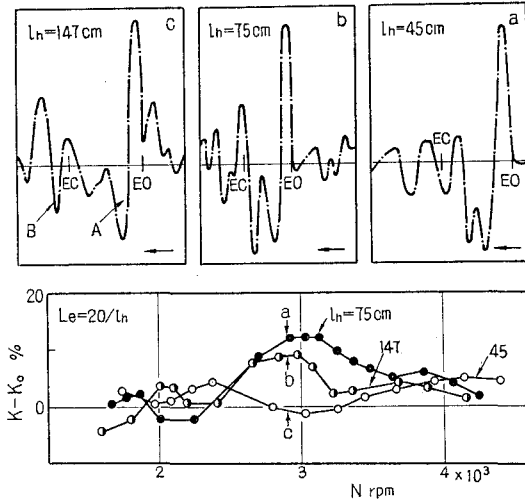 lh=147cm
c
EC
EO
B
A
lh=75cm
b
EC
EO
lh=45cm
a
EC
EO
Le=20/lh
a
lh=75cm
147
45
b
c
20
0
K-K₀ %
2
3
4 ×10³
N rpm